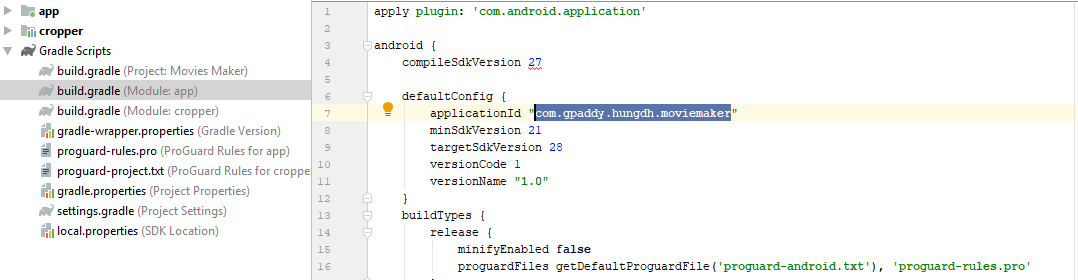 app
cropper
Gradle Scripts
build.gradle (Project: Movies Maker)
build.gradle (Module: app)
build.gradle (Module: cropper)
gradle-wrapper.properties (Gradle Version)
proguard-rules.pro (ProGuard Rules for app)
proguard-project.txt (ProGuard Rules for croppe
gradle.properties (Project Properties)
settings.gradle (Project Settings)
local.properties (SDK Location)
1 apply plugin: 'com.android.application'
2
3 android {
4 compileSdkVersion 27
5
6 defaultConfig {
7 applicationId "com.gpaddy.hungdh.moviemaker"
8 minSdkVersion 21
9 targetSdkVersion 28
10 versionCode 1
11 versionName "1.0"
12 }
13 buildTypes {
14 release {
15 minifyEnabled false
16 proguardFiles getDefaultProguardFile('proguard-android.txt'), 'proguard-rules.pro'